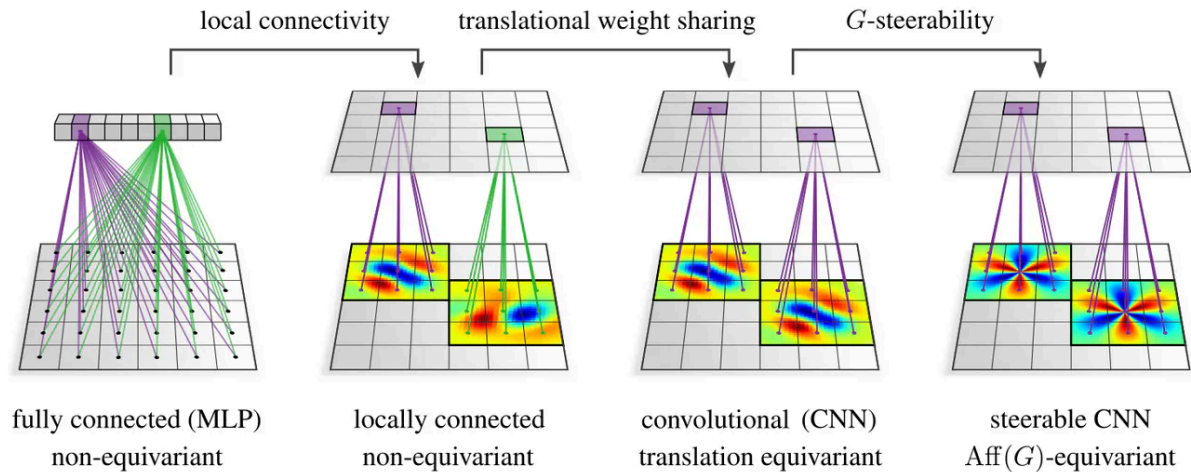 local connectivity
translational weight sharing
G-steerability
fully connected (MLP)
non-equivariant
locally connected
non-equivariant
convolutional (CNN)
translation equivariant
steerable CNN
Aff(G)-equivariant